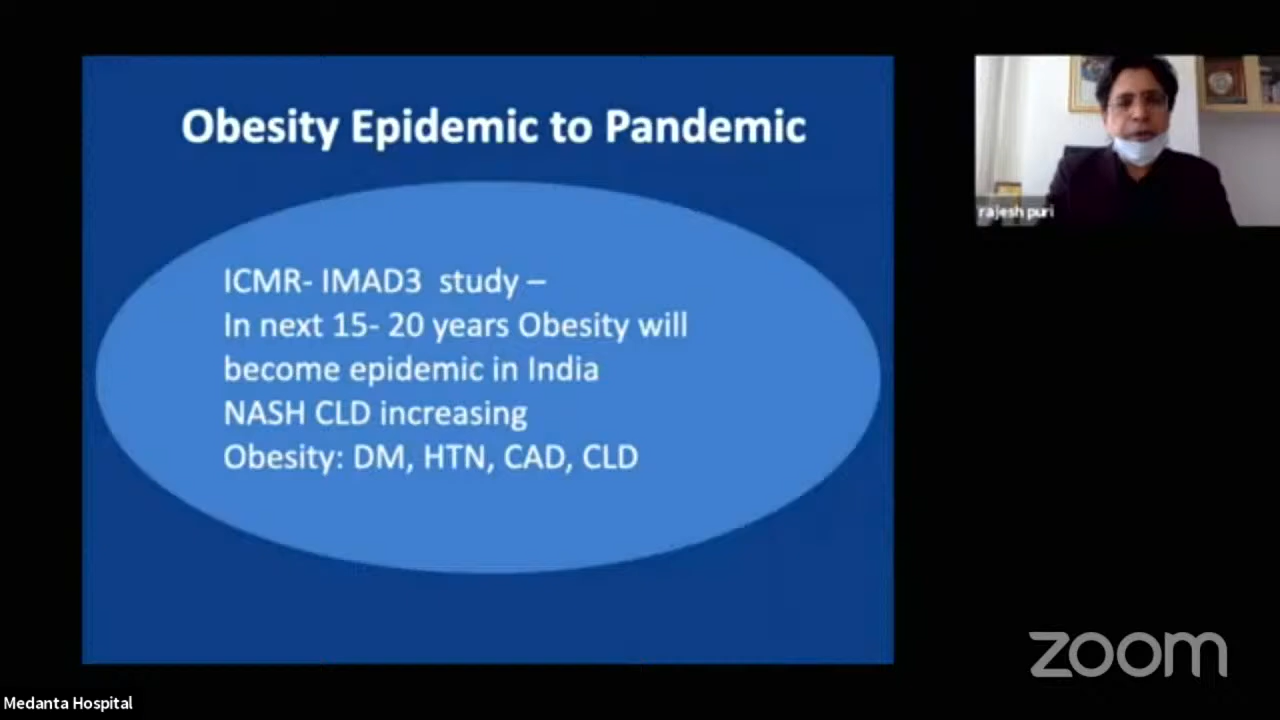 Obesity Epidemic to Pandemic
ICMR- IMAD3 study –
In next 15- 20 years Obesity will
become epidemic in India
NASH CLD increasing
Obesity: DM, HTN, CAD, CLD
rajesh puri
zoom
Medanta Hospital